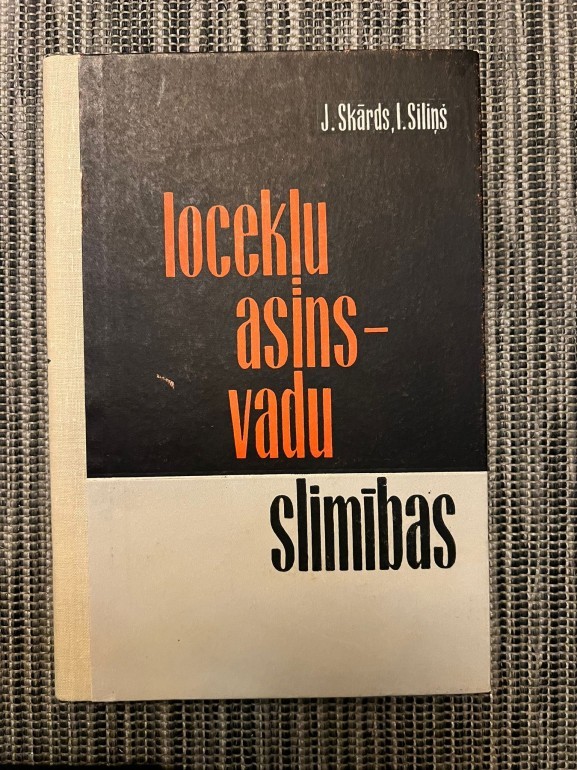 J. Skārds, I. Siliņš
locekļu
asins-
vadu
slimības